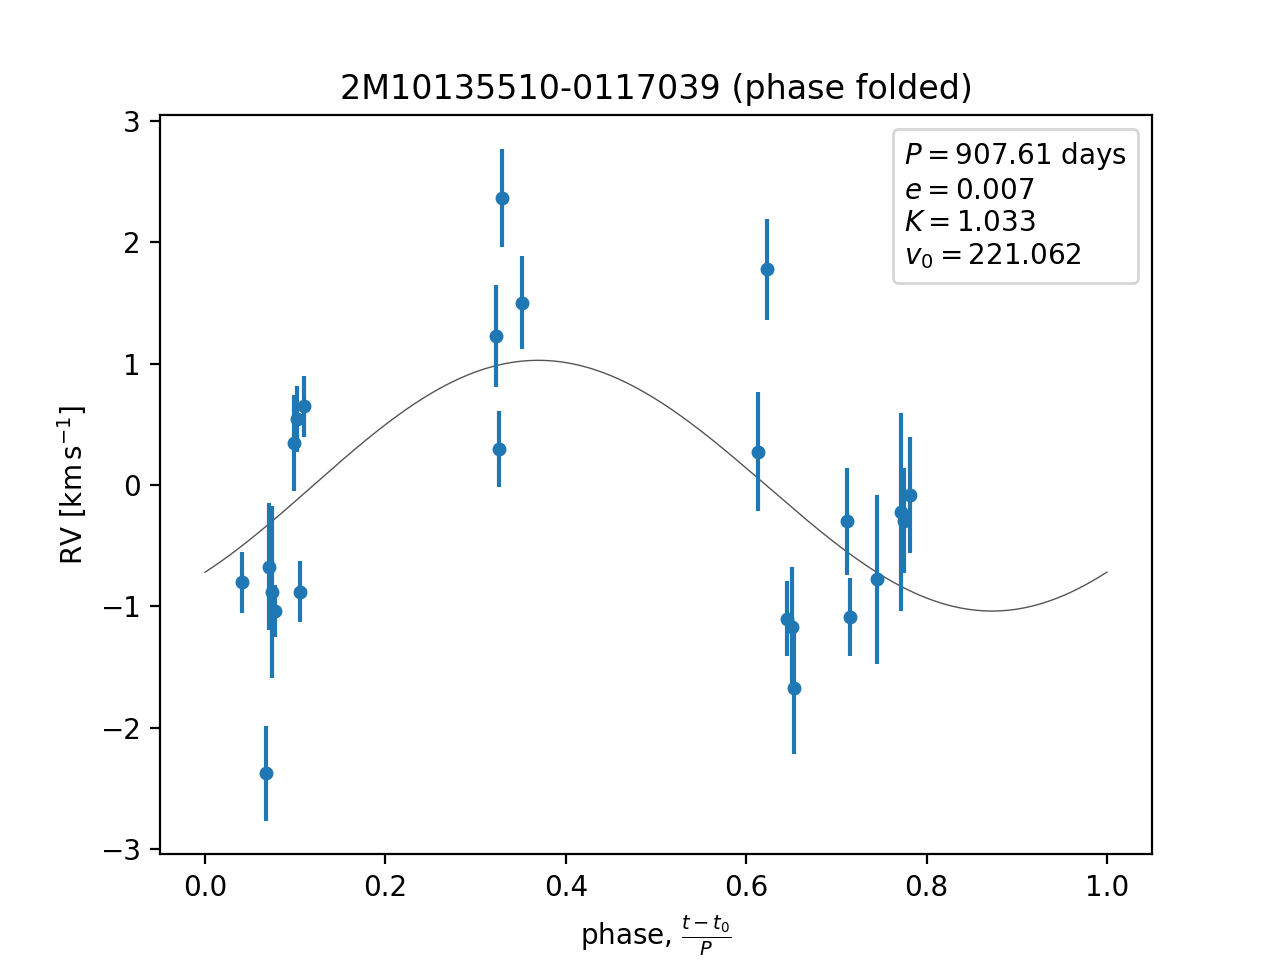 2M10135510-0117039 (phase folded)
P = 907.61 days
e = 0.007
K = 1.033
v₀ = 221.062
RV [km s⁻¹]
3
2
1
0
−1
−2
−3
0.0 0.2 0.4 0.6 0.8 1.0
phase, (t − t₀)/P